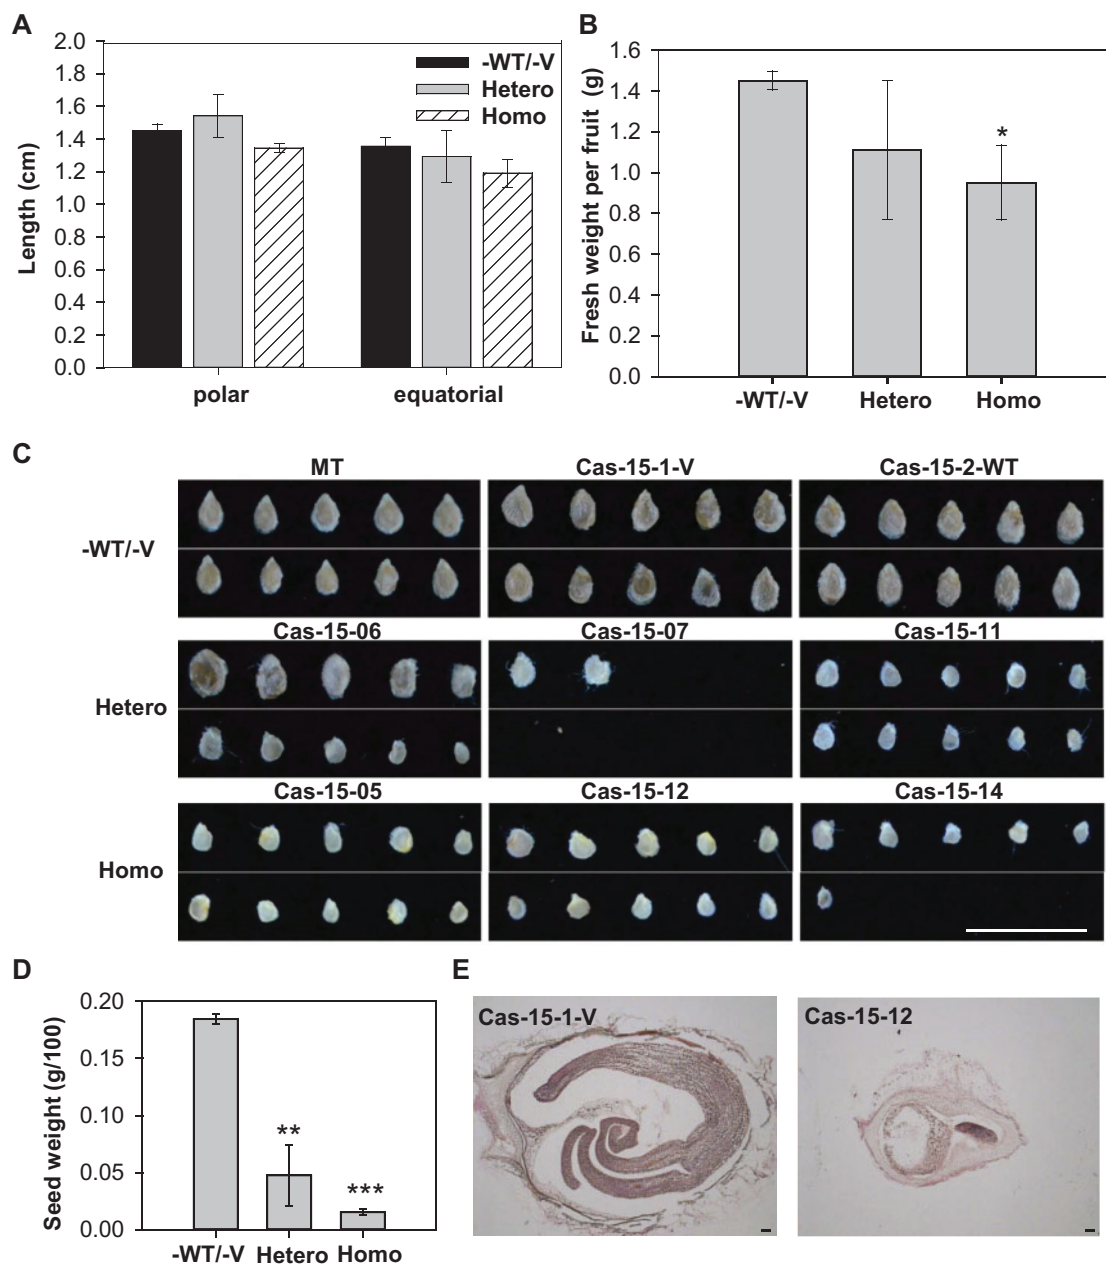 A
Length (cm)
2.0
1.8
1.6
1.4
1.2
1.0
0.8
0.6
0.4
0.2
0.0
-WT/-V
Hetero
Homo
polar
equatorial
B
Fresh weight per fruit (g)
1.6
1.4
1.2
1.0
0.8
0.6
0.4
0.2
0.0
*
-WT/-V
Hetero
Homo
C
MT
Cas-15-1-V
Cas-15-2-WT
-WT/-V
Cas-15-06
Cas-15-07
Cas-15-11
Hetero
Cas-15-05
Cas-15-12
Cas-15-14
Homo
D
Seed weight (g/100)
0.20
0.15
0.10
0.05
0.00
**
***
-WT/-V
Hetero
Homo
E
Cas-15-1-V
Cas-15-12